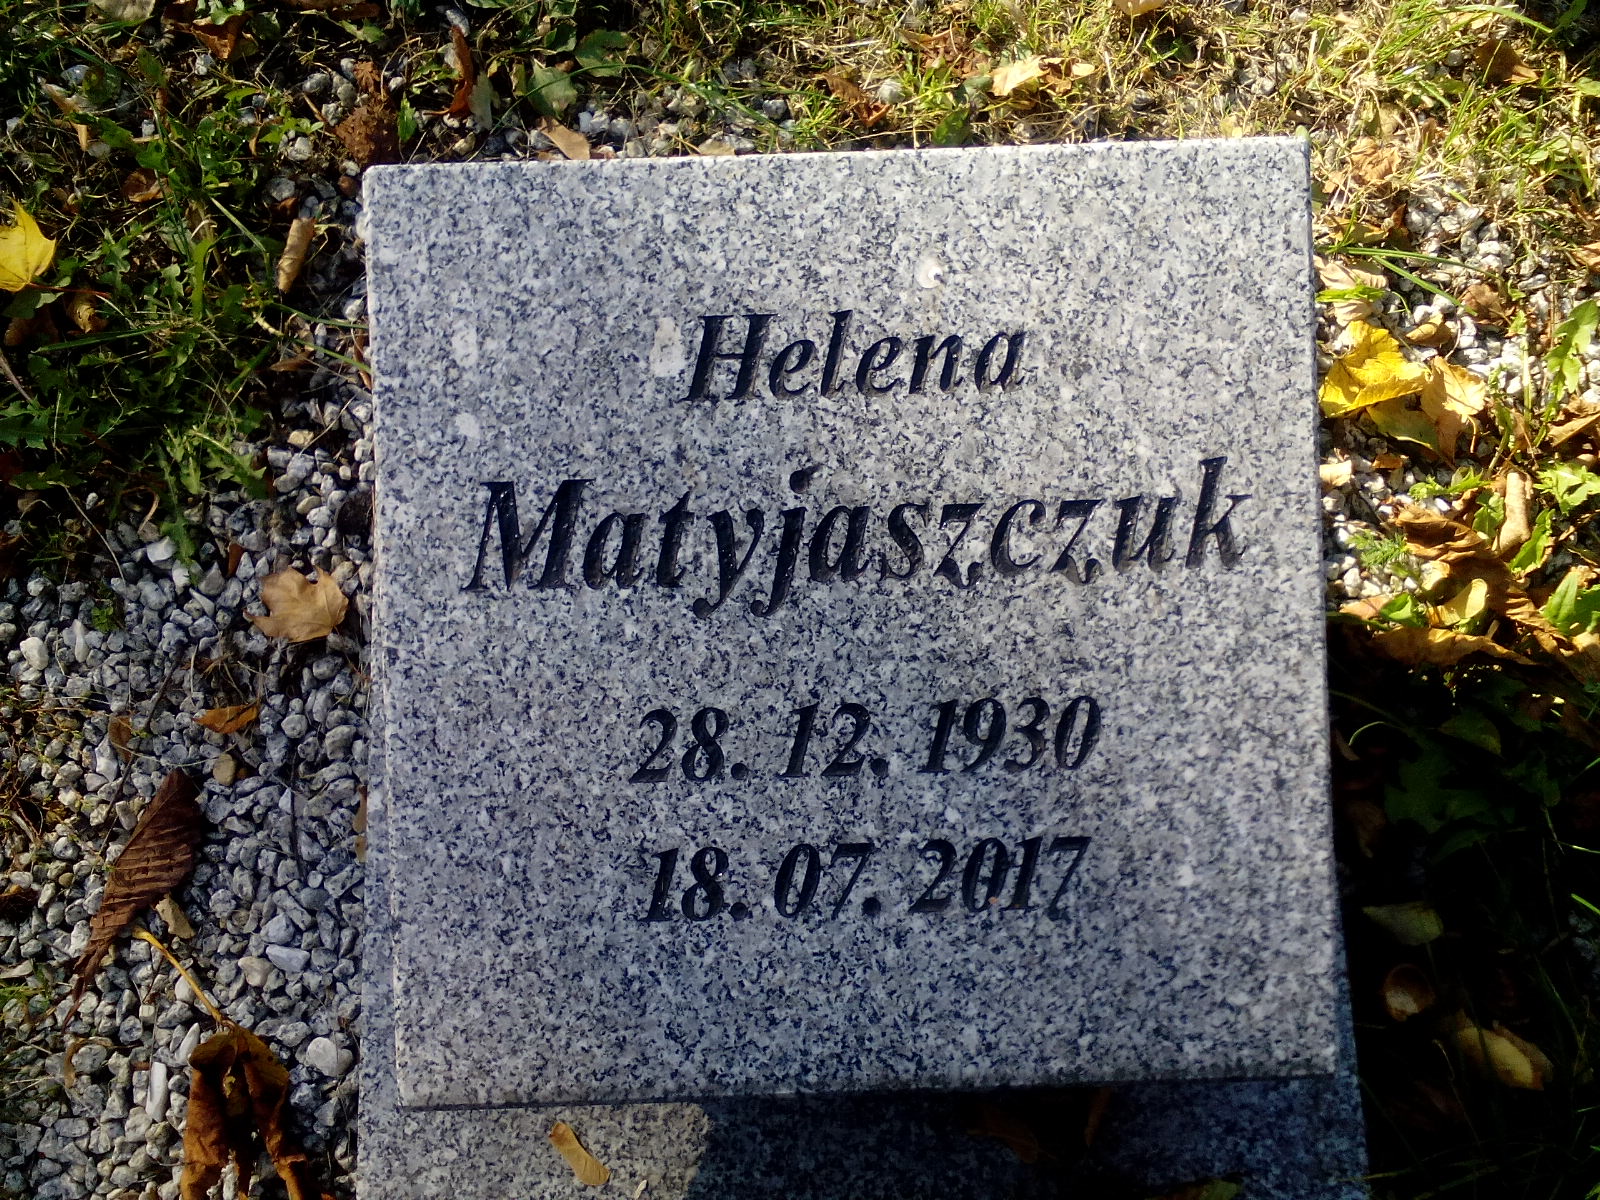 Helena
Matyjaszczuk
28. 12. 1930
18. 07. 2017